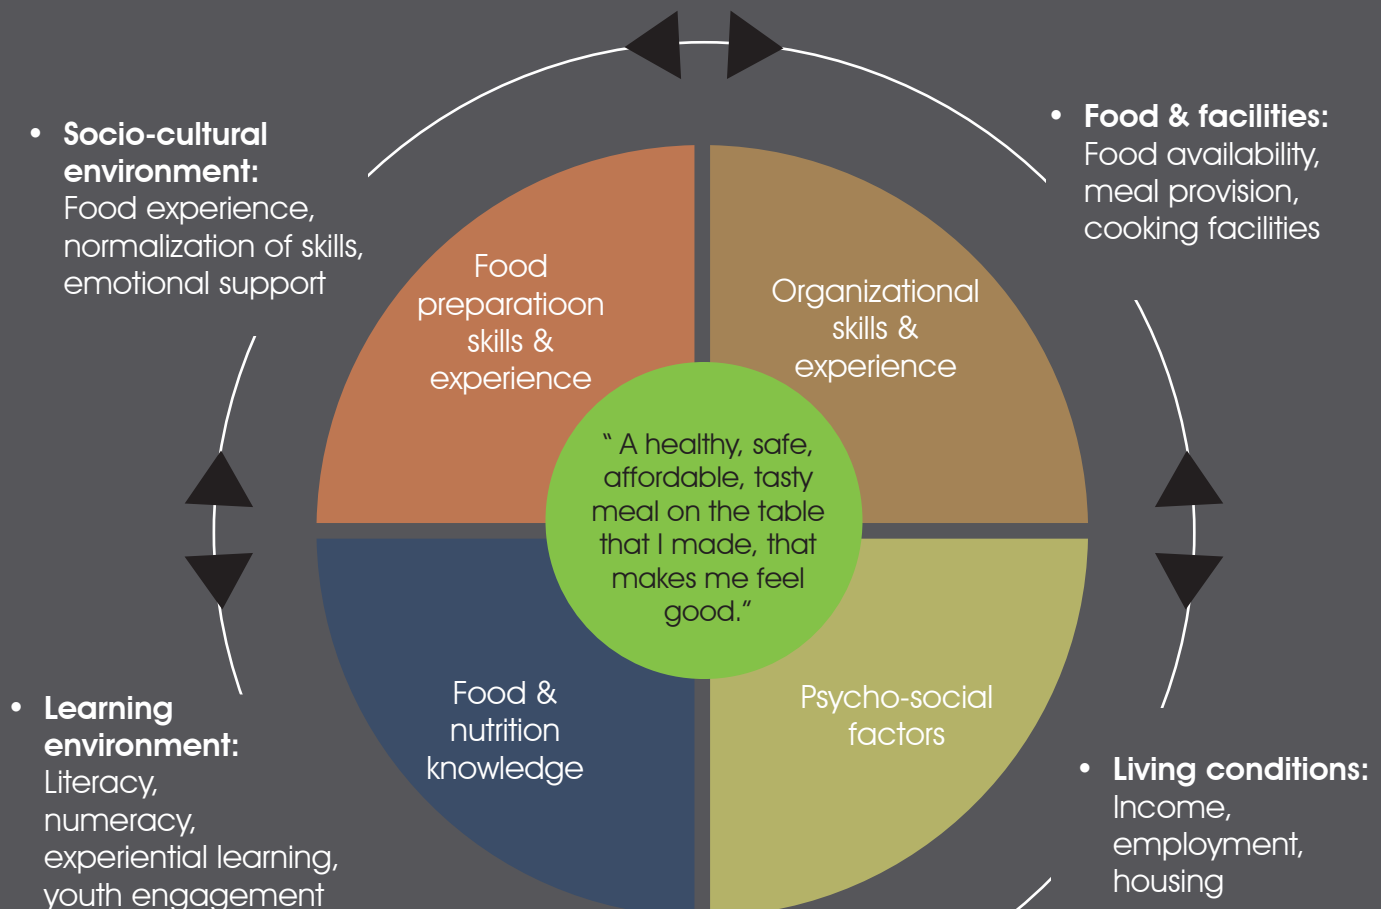 • Socio-cultural
environment:
Food experience,
normalization of skills,
emotional support
• Food & facilities:
Food availability,
meal provision,
cooking facilities
Food
preparatioon
skills &
experience
Organizational
skills &
experience
“ A healthy, safe,
affordable, tasty
meal on the table
that I made, that
makes me feel
good.”
Food &
nutrition
knowledge
Psycho-social
factors
• Learning
environment:
Literacy,
numeracy,
experiential learning,
youth engagement
• Living conditions:
Income,
employment,
housing